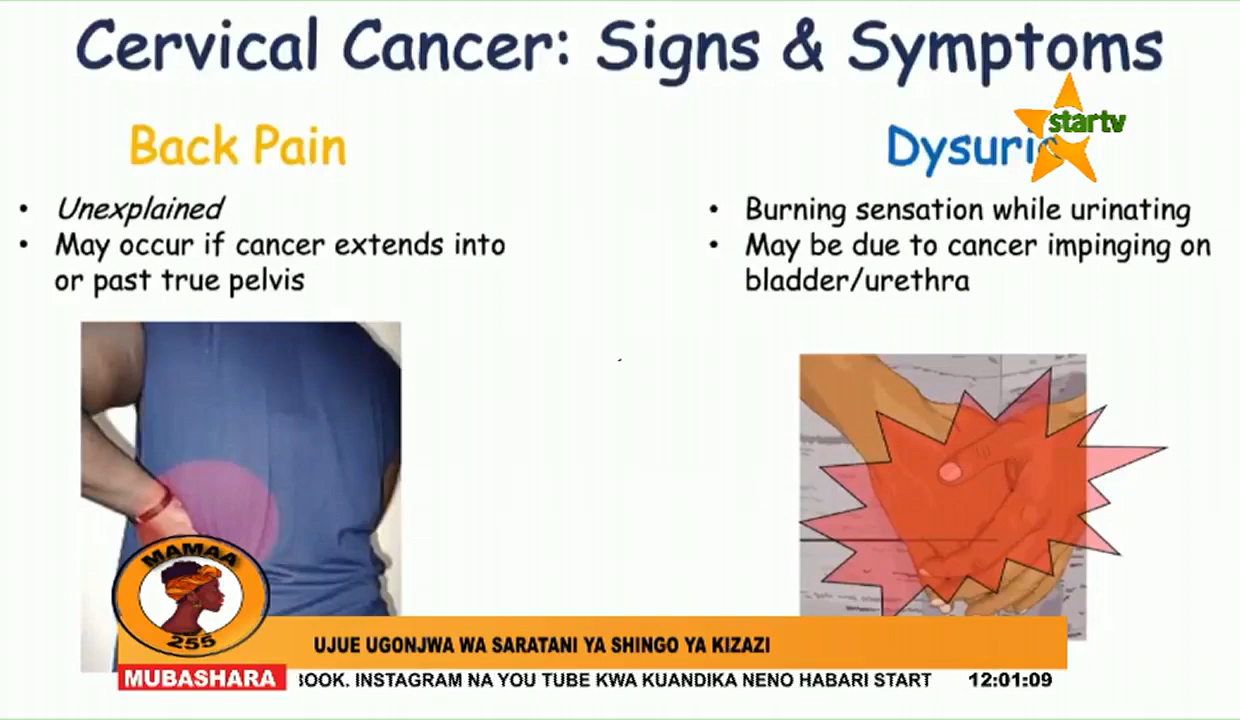 Cervical Cancer: Signs & Symptoms
startv
Back Pain
• Unexplained
• May occur if cancer extends into
or past true pelvis
• Burning sensation while urinating
• May be due to cancer impinging on
bladder/urethra
MAMAA
255
UJUE UGONJWA WA SARATANI YA SHINGO YA KIZAZI
MUBASHARA
INSTAGRAM NA YOU TUBE KWA KUANDIKA NENO HABARI START
12:01:09